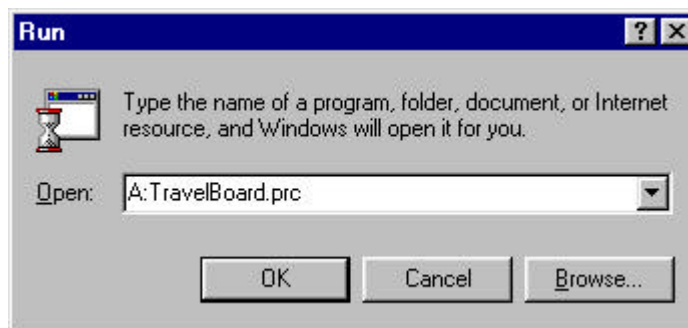 Run
Type the name of a program, folder, document, or Internet
resource, and Windows will open it for you.
Open: A:TravelBoard.prc
OK Cancel Browse...